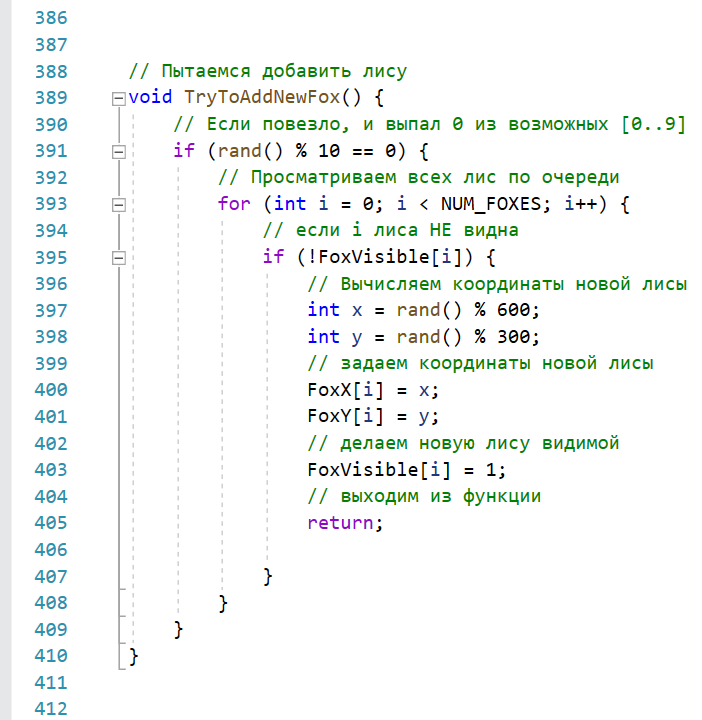 386
387
388 // Пытаемся добавить лису
389 void TryToAddNewFox() {
390 // Если повезло, и выпал 0 из возможных [0..9]
391 if (rand() % 10 == 0) {
392 // Просматриваем всех лис по очереди
393 for (int i = 0; i < NUM_FOXES; i++) {
394 // если i лиса НЕ видна
395 if (!FoxVisible[i]) {
396 // Вычисляем координаты новой лисы
397 int x = rand() % 600;
398 int y = rand() % 300;
399 // задаем координаты новой лисы
400 FoxX[i] = x;
401 FoxY[i] = y;
402 // делаем новую лису видимой
403 FoxVisible[i] = 1;
404 // выходим из функции
405 return;
406
407 }
408 }
409 }
410 }
411
412